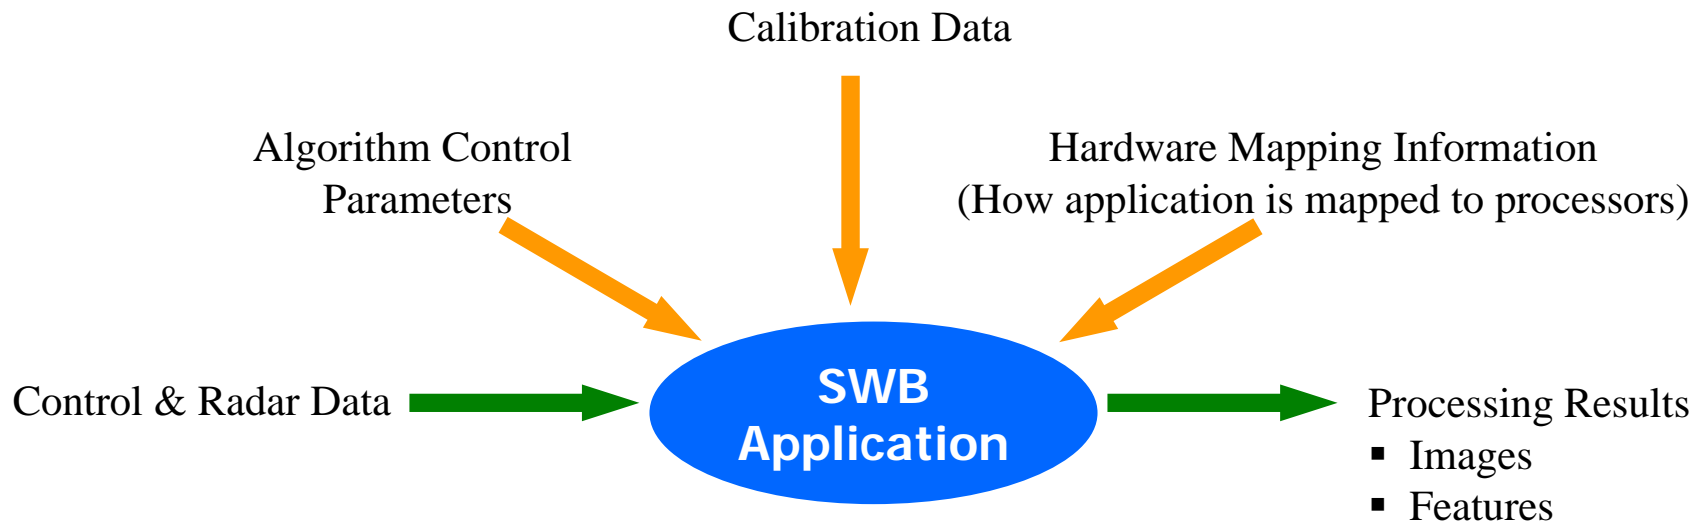 Calibration Data
Algorithm Control
Parameters
Hardware Mapping Information
(How application is mapped to processors)
Control & Radar Data
SWB
Application
Processing Results
▪ Images
▪ Features